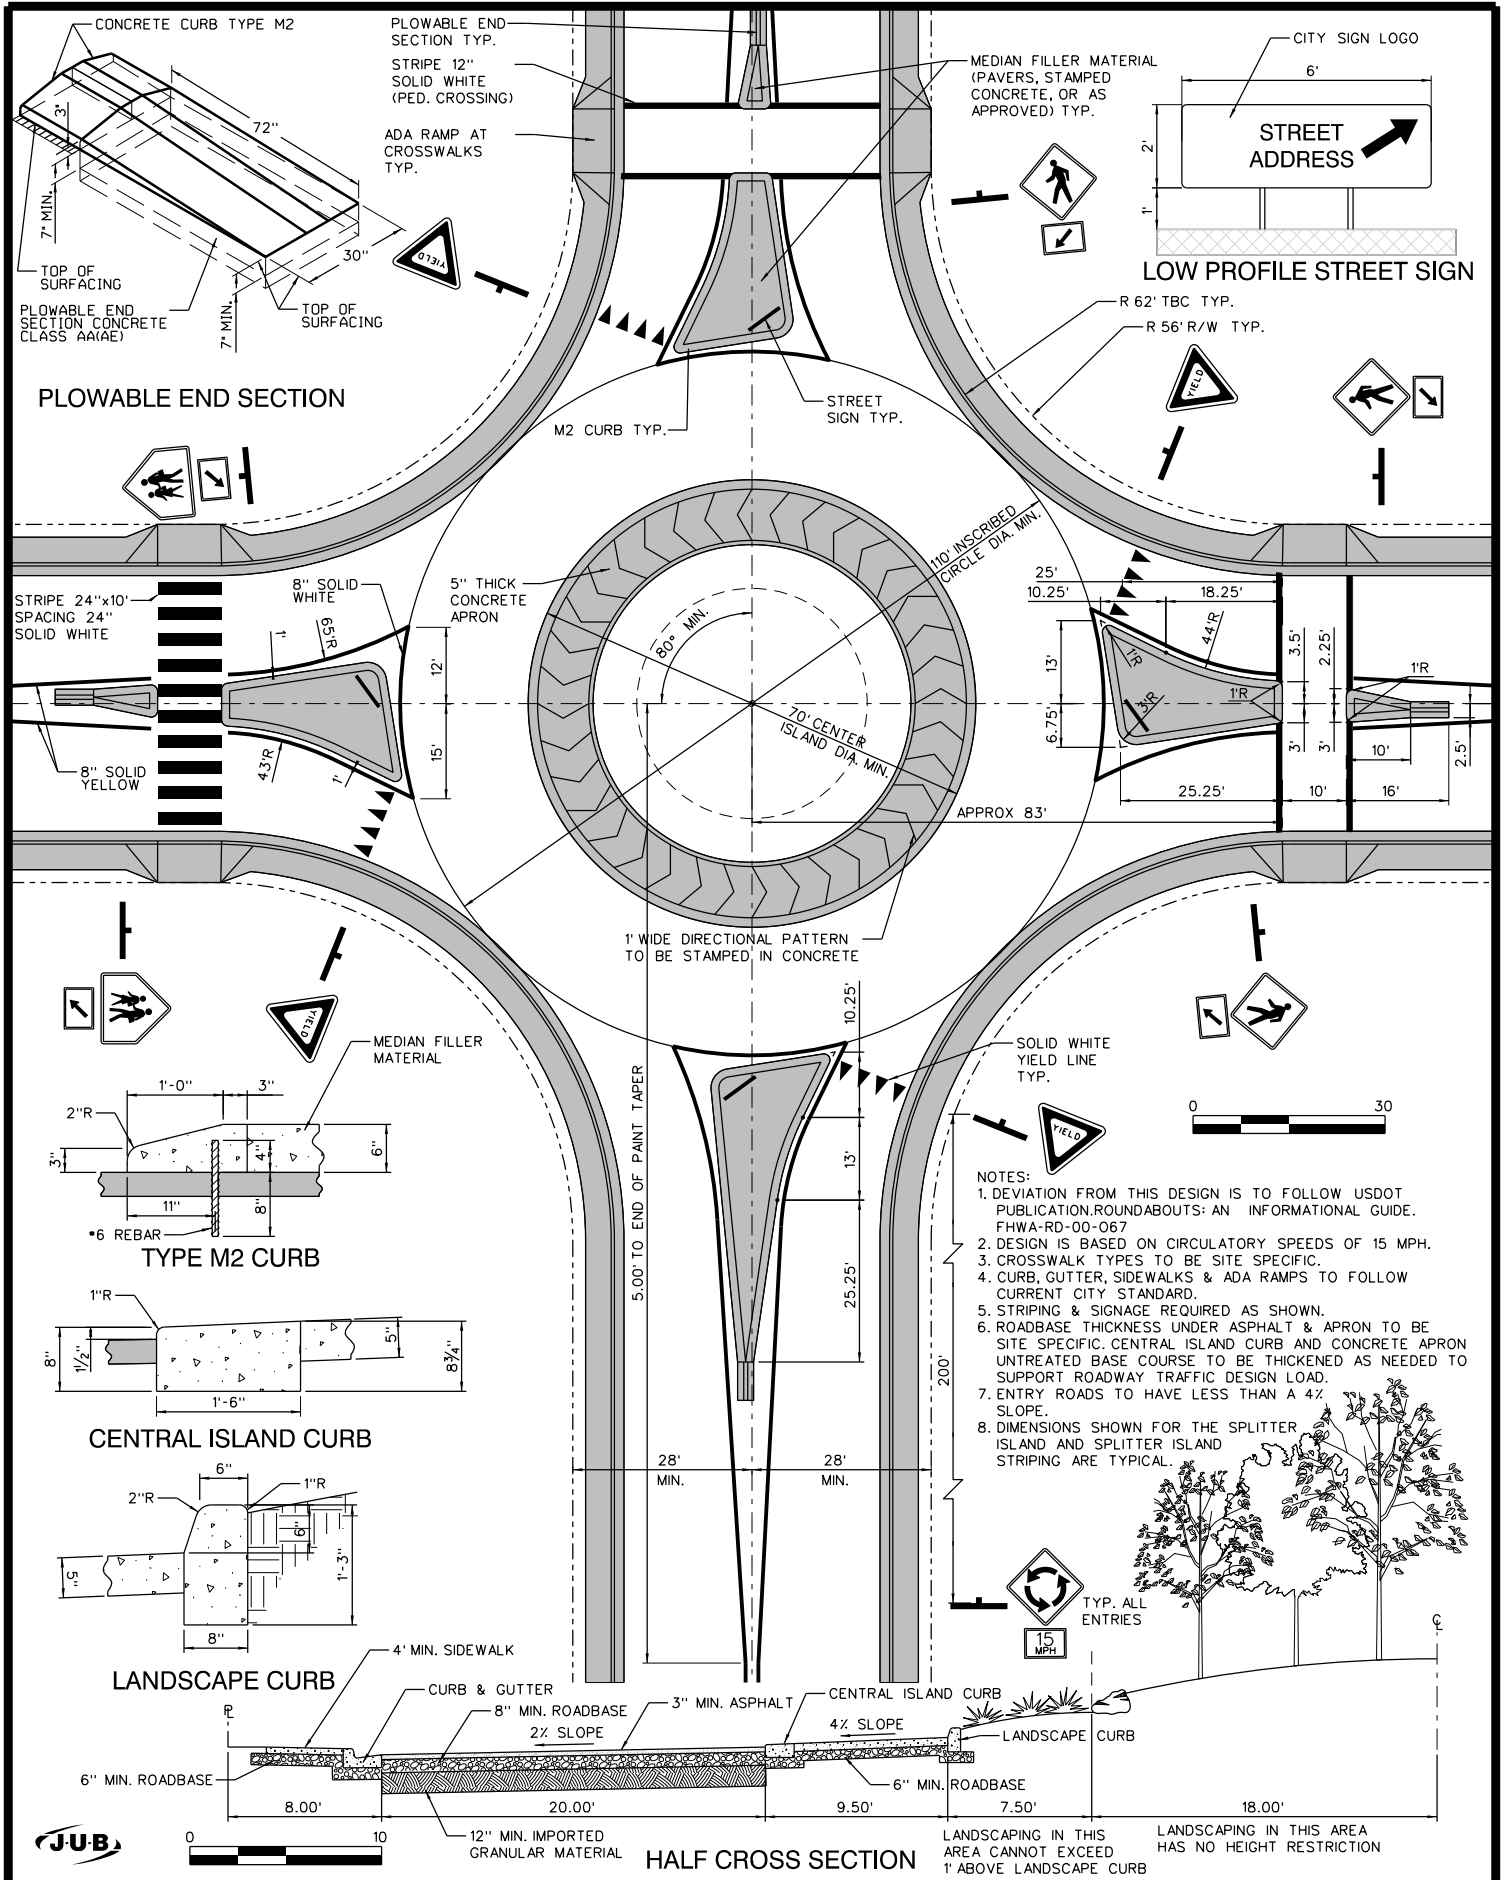 CONCRETE CURB TYPE M2
3"
72"
7" MIN.
30"
TOP OF
SURFACING
PLOWABLE END
SECTION CONCRETE
CLASS AA(AE)
7" MIN.
TOP OF
SURFACING
PLOWABLE END SECTION
PLOWABLE END
SECTION TYP.
STRIPE 12"
SOLID WHITE
(PED. CROSSING)
ADA RAMP AT
CROSSWALKS
TYP.
YIELD
MEDIAN FILLER MATERIAL
(PAVERS, STAMPED
CONCRETE, OR AS
APPROVED) TYP.
CITY SIGN LOGO
6'
2'
STREET
ADDRESS
1'
LOW PROFILE STREET SIGN
R 62' TBC TYP.
R 56' R/W TYP.
YIELD
STREET
SIGN TYP.
M2 CURB TYP.
110' INSCRIBED
CIRCLE DIA. MIN.
5" THICK
CONCRETE
APRON
80° MIN.
70' CENTER
ISLAND DIA. MIN.
STRIPE 24"x10'
SPACING 24"
SOLID WHITE
8" SOLID
WHITE
1'
65'R
12'
15'
43'R
1'
8" SOLID
YELLOW
25'
10.25'
18.25'
44'R
13'
1'R
3'R
1'R
6.75'
3.5'
2.25'
1'R
3'
3'
10'
2.5'
25.25'
10'
16'
APPROX 83'
1' WIDE DIRECTIONAL PATTERN
TO BE STAMPED IN CONCRETE
YIELD
MEDIAN FILLER
MATERIAL
1'-0"
3"
2"R
3"
4"
6"
11"
8"
#6 REBAR
TYPE M2 CURB
1"R
8"
1/2"
5"
8 3/4"
1'-6"
CENTRAL ISLAND CURB
6"
1"R
2"R
6"
1'-3"
5"
8"
LANDSCAPE CURB
5.00' TO END OF PAINT TAPER
10.25'
13'
25.25'
28'
MIN.
28'
MIN.
200'
SOLID WHITE
YIELD LINE
TYP.
YIELD
0 30
NOTES:
1. DEVIATION FROM THIS DESIGN IS TO FOLLOW USDOT
PUBLICATION.ROUNDABOUTS: AN INFORMATIONAL GUIDE.
FHWA-RD-00-067
2. DESIGN IS BASED ON CIRCULATORY SPEEDS OF 15 MPH.
3. CROSSWALK TYPES TO BE SITE SPECIFIC.
4. CURB, GUTTER, SIDEWALKS & ADA RAMPS TO FOLLOW
CURRENT CITY STANDARD.
5. STRIPING & SIGNAGE REQUIRED AS SHOWN.
6. ROADBASE THICKNESS UNDER ASPHALT & APRON TO BE
SITE SPECIFIC. CENTRAL ISLAND CURB AND CONCRETE APRON
UNTREATED BASE COURSE TO BE THICKENED AS NEEDED TO
SUPPORT ROADWAY TRAFFIC DESIGN LOAD.
7. ENTRY ROADS TO HAVE LESS THAN A 4%
SLOPE.
8. DIMENSIONS SHOWN FOR THE SPLITTER
ISLAND AND SPLITTER ISLAND
STRIPING ARE TYPICAL.
TYP. ALL
ENTRIES
15
MPH
℄
4' MIN. SIDEWALK
CURB & GUTTER
8" MIN. ROADBASE
2% SLOPE
3" MIN. ASPHALT
CENTRAL ISLAND CURB
4% SLOPE
LANDSCAPE CURB
PL
6" MIN. ROADBASE
6" MIN. ROADBASE
8.00'
20.00'
9.50'
7.50'
18.00'
J·U·B
0 10
12" MIN. IMPORTED
GRANULAR MATERIAL
HALF CROSS SECTION
LANDSCAPING IN THIS
AREA CANNOT EXCEED
1' ABOVE LANDSCAPE CURB
LANDSCAPING IN THIS AREA
HAS NO HEIGHT RESTRICTION